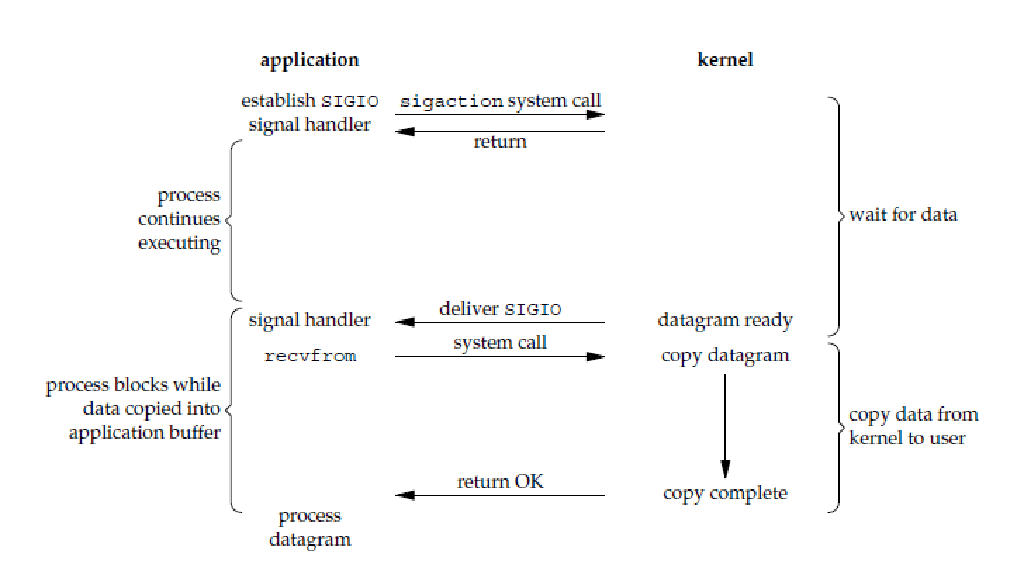 application
kernel
establish SIGIO
signal handler
sigaction system call
return
process
continues
executing
wait for data
signal handler
deliver SIGIO
datagram ready
recvfrom
system call
copy datagram
process blocks while
data copied into
application buffer
copy data from
kernel to user
return OK
copy complete
process
datagram